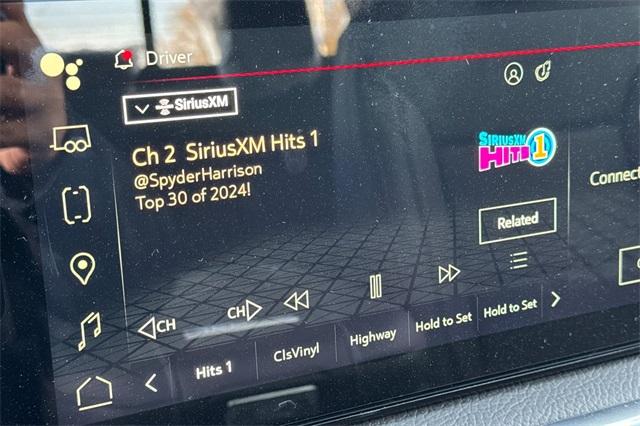 Driver
SiriusXM
Ch 2 SiriusXM Hits 1
@SpyderHarrison
Top 30 of 2024!
SIRIUSXM
HITS 1
Connect
Related
CH
CH
Hits 1
ClsVinyl
Highway
Hold to Set
Hold to Set